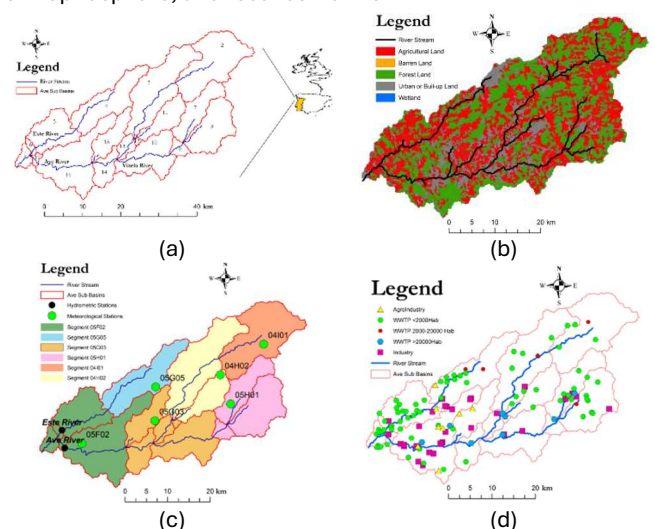 Legend
River Stream
Ave Sub Basins
Este River
Ave River
Vizela River
0 10 20 30 40 km
(a)
Legend
River Stream
Agricultural Land
Barren Land
Forest Land
Urban or Buil-up Land
Wetland
0 5 10 20 km
(b)
Legend
River Stream
Ave Sub Basins
Hydrometric Stations
Meteorological Stations
Segment 05F02
Segment 05G05
Segment 05H01
Segment 04I01
Segment 04H02
04I01
04H02
05G05
05H01
05G03
05F02
Este River
Ave River
0 5 10 20 km
(c)
Legend
AgroIndustry
WWTP <2000Hab
WWTP 2000-20000 Hab
WWTP >20000Hab
Industry
River Stream
Ave Sub Basins
0 5 10 20 km
(d)